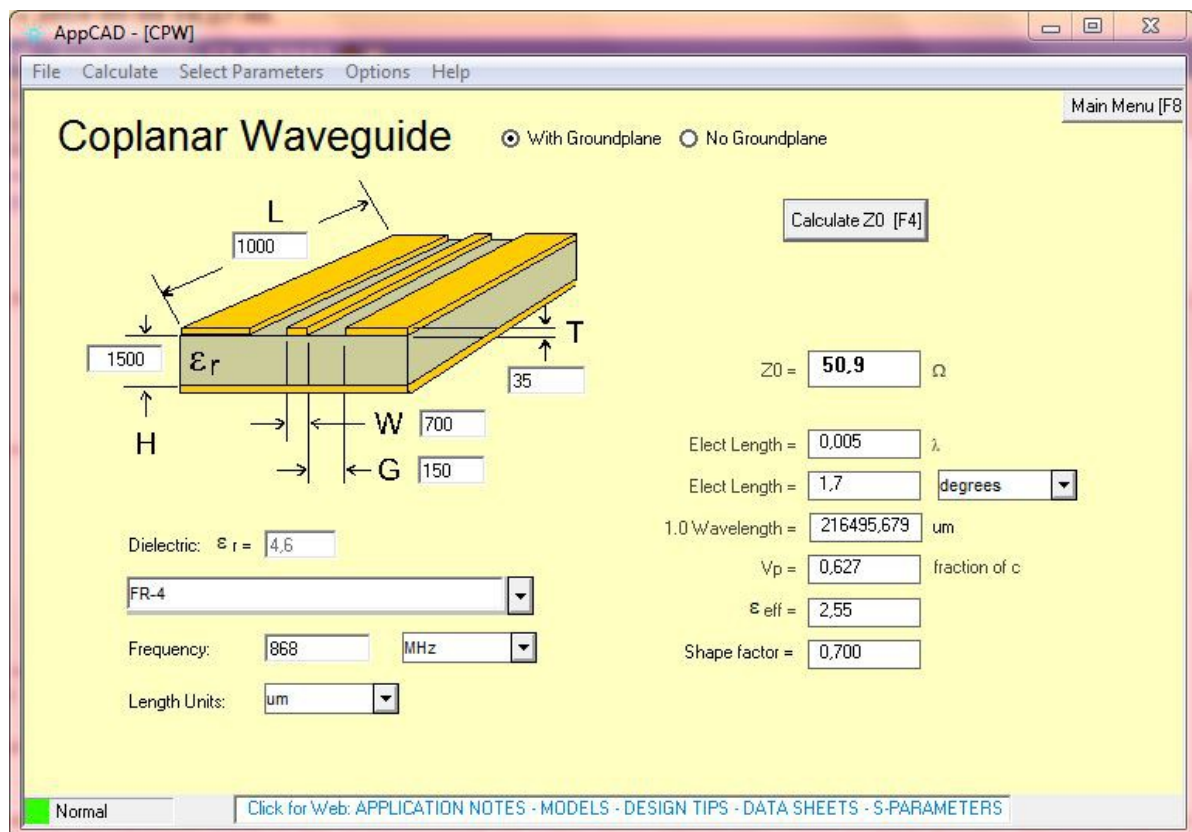 AppCAD - [CPW]
File Calculate Select Parameters Options Help
Main Menu [F8
Coplanar Waveguide
With Groundplane No Groundplane
L
1000
Calculate Z0 [F4]
T
1500
εr
35
Z0 = 50,9 Ω
H
W 700
G 150
Elect Length = 0,005 λ
Elect Length = 1,7 degrees
1.0 Wavelength = 216495,679 um
Dielectric: ε r = 4,6
Vp = 0,627 fraction of c
FR-4
ε eff = 2,55
Frequency: 868 MHz
Shape factor = 0,700
Length Units: um
Normal
Click for Web: APPLICATION NOTES - MODELS - DESIGN TIPS - DATA SHEETS - S-PARAMETERS